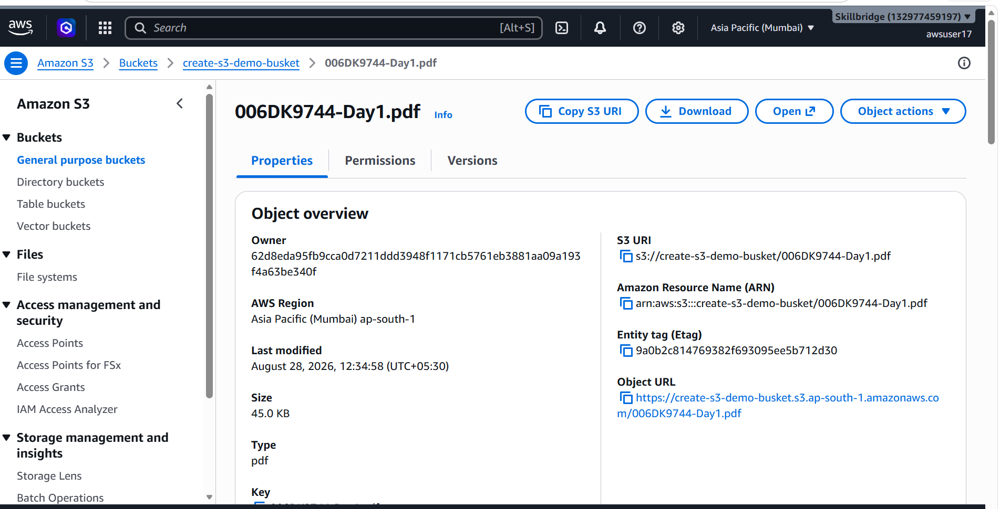 aws
Search
[Alt+S]
Asia Pacific (Mumbai)
Skillbridge (132977459197)
awsuser17
Amazon S3
Buckets
create-s3-demo-busket
006DK9744-Day1.pdf
Amazon S3
Buckets
General purpose buckets
Directory buckets
Table buckets
Vector buckets
Files
File systems
Access management and
security
Access Points
Access Points for FSx
Access Grants
IAM Access Analyzer
Storage management and
insights
Storage Lens
Batch Operations
006DK9744-Day1.pdf
Info
Copy S3 URI
Download
Open
Object actions
Properties
Permissions
Versions
Object overview
Owner
62d8eda95fb9cca0d7211ddd3948f1171cb5761eb3881aa09a193
f4a63be340f
AWS Region
Asia Pacific (Mumbai) ap-south-1
Last modified
August 28, 2026, 12:34:58 (UTC+05:30)
Size
45.0 KB
Type
pdf
Key
S3 URI
s3://create-s3-demo-busket/006DK9744-Day1.pdf
Amazon Resource Name (ARN)
arn:aws:s3:::create-s3-demo-busket/006DK9744-Day1.pdf
Entity tag (Etag)
9a0b2c814769382f693095ee5b712d30
Object URL
https://create-s3-demo-busket.s3.ap-south-1.amazonaws.co
m/006DK9744-Day1.pdf